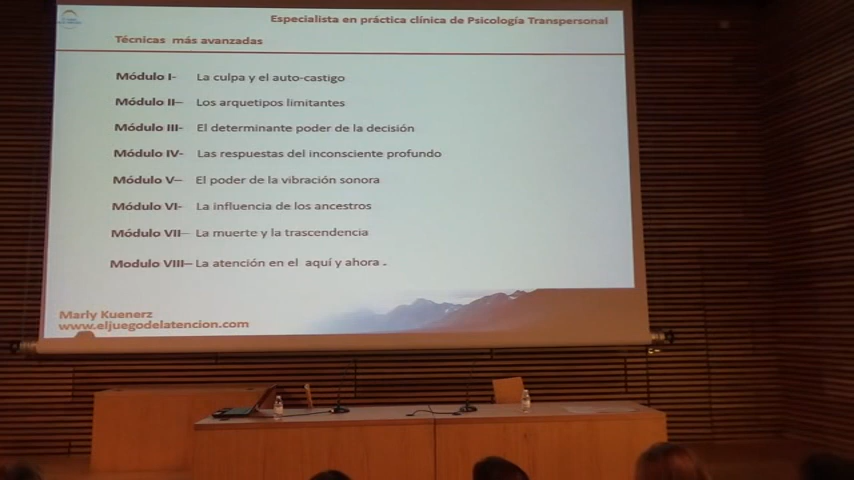 Especialista en práctica clínica de Psicología Transpersonal
Técnicas más avanzadas
Módulo I- La culpa y el auto-castigo
Módulo II– Los arquetipos limitantes
Módulo III- El determinante poder de la decisión
Módulo IV- Las respuestas del inconsciente profundo
Módulo V– El poder de la vibración sonora
Módulo VI- La influencia de los ancestros
Módulo VII– La muerte y la trascendencia
Modulo VIII– La atención en el aquí y ahora .
Marly Kuenerz
www.eljuegodelatencion.com